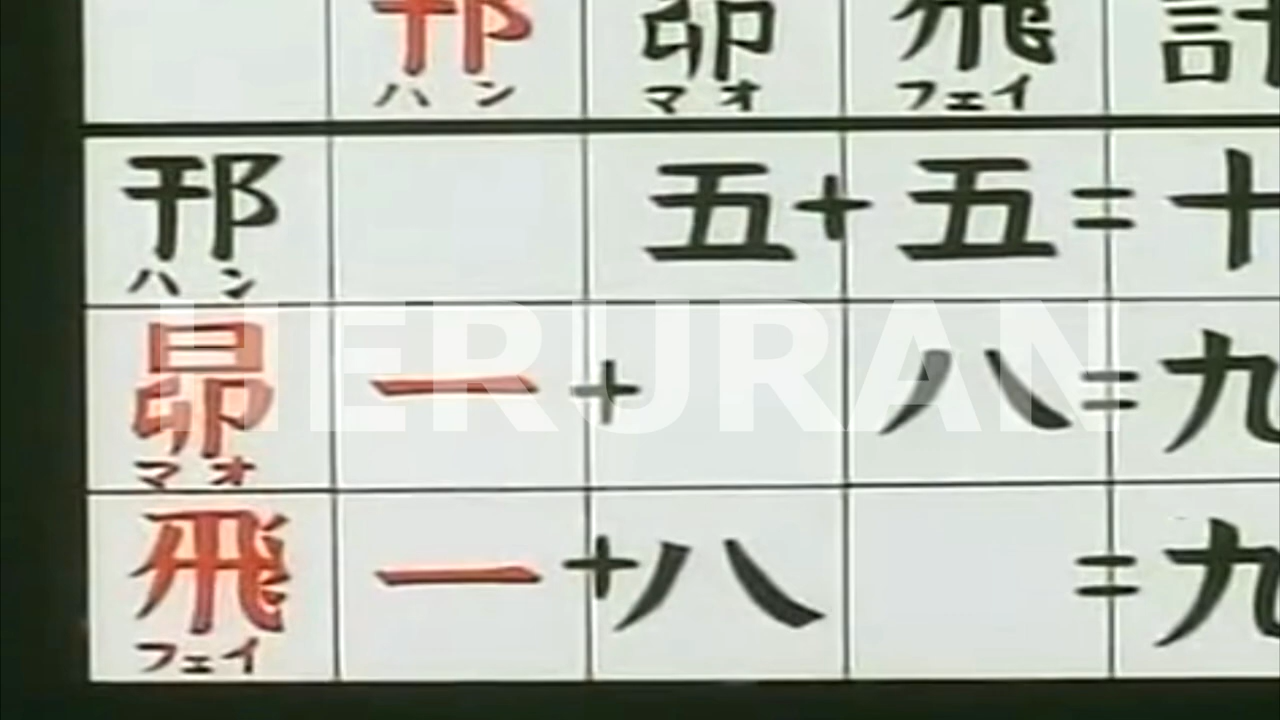 邗 昴 飛 計
ハン マオ フェイ
邗 五+五=十
ハン
昴 一+八=九
マオ
飛 一+八=九
フェイ
HERURAN